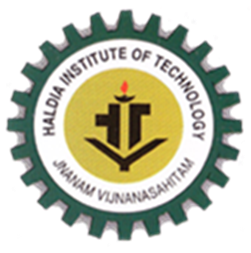 HALDIA INSTITUTE OF TECHNOLOGY
JNANAM VIJNANASAHITAM